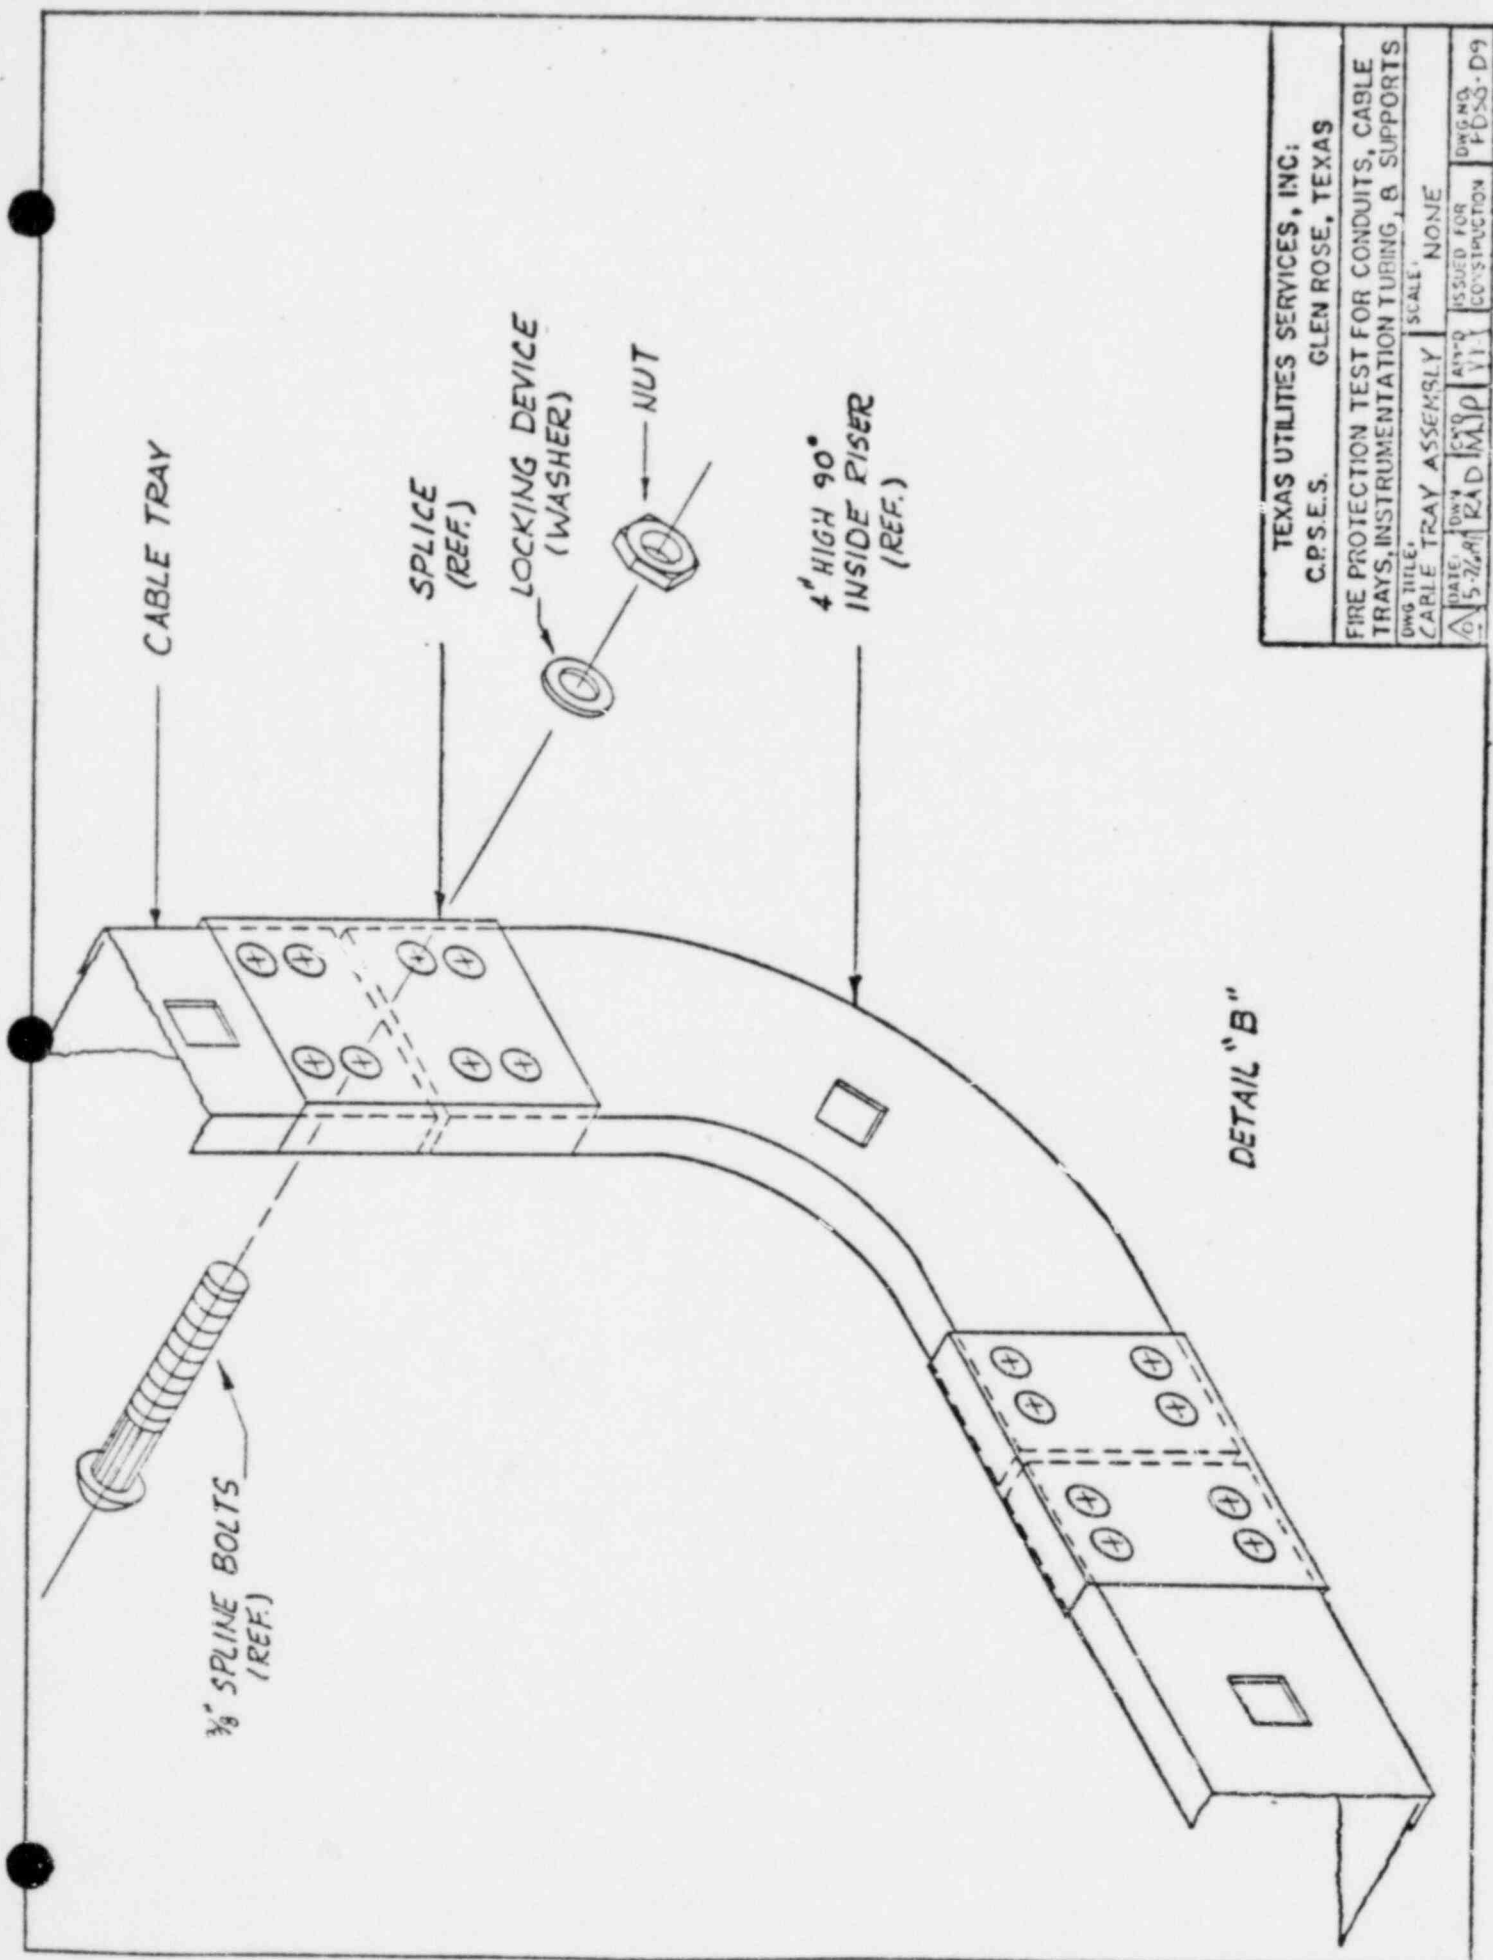 CABLE TRAY
SPLICE
(REF.)
LOCKING DEVICE
(WASHER)
NUT
4" HIGH 90°
INSIDE RISER
(REF.)
3/8" SPLINE BOLTS
(REF.)
DETAIL "B"
TEXAS UTILITIES SERVICES, INC:
C.P.S.E.S. GLEN ROSE, TEXAS
FIRE PROTECTION TEST FOR CONDUITS, CABLE
TRAYS, INSTRUMENTATION TUBING, & SUPPORTS
DWG TITLE:
CABLE TRAY ASSEMBLY
SCALE:
NONE
DATE:
DWN
RAD
MJP
ISSUED FOR
CONSTRUCTION
DWG NO.